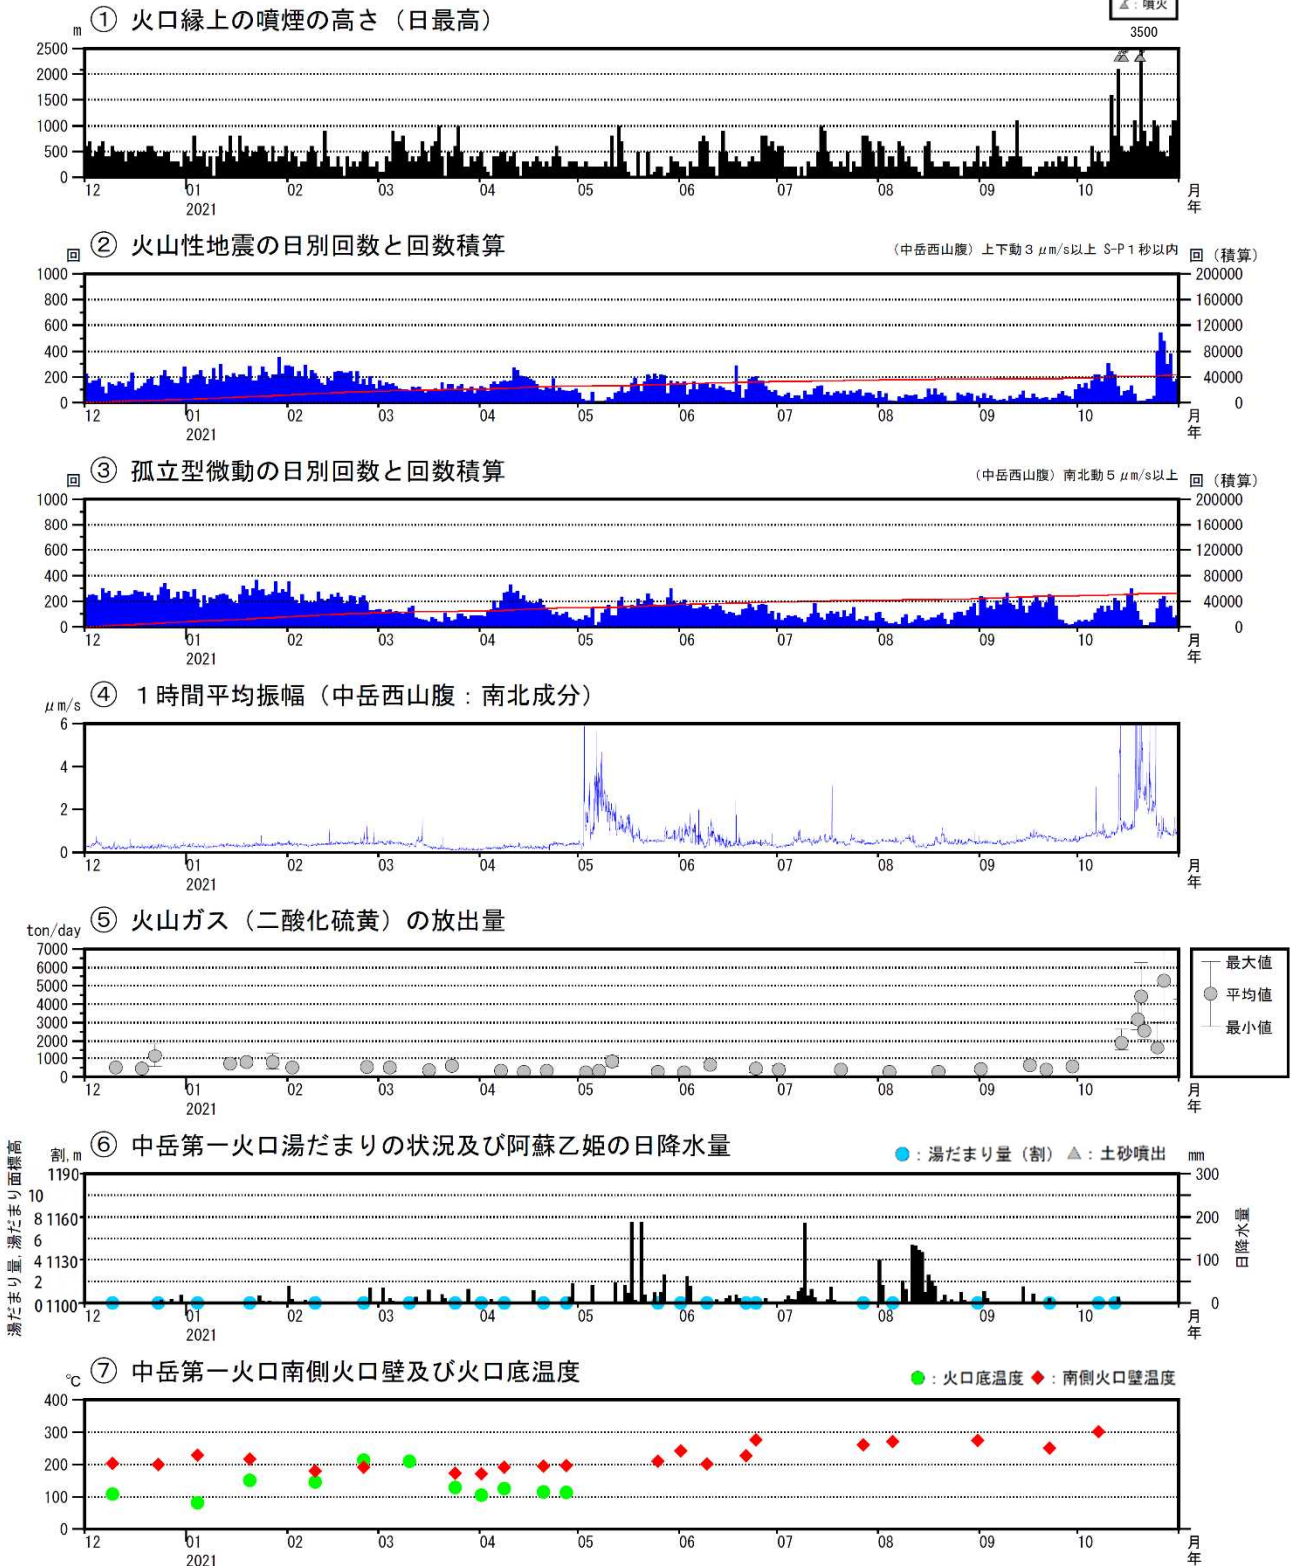 ▲：噴火
① 火口縁上の噴煙の高さ（日最高）
m
3500
2500
2000
1500
1000
500
0
12 01 02 03 04 05 06 07 08 09 10 月
2021 年
② 火山性地震の日別回数と回数積算
回
（中岳西山腹）上下動３μm/s以上 S-P１秒以内
回（積算）
1000 200000
800 160000
600 120000
400 80000
200 40000
0 0
12 01 02 03 04 05 06 07 08 09 10 月
2021 年
③ 孤立型微動の日別回数と回数積算
回
（中岳西山腹）南北動５μm/s以上
回（積算）
1000 200000
800 160000
600 120000
400 80000
200 40000
0 0
12 01 02 03 04 05 06 07 08 09 10 月
2021 年
④ １時間平均振幅（中岳西山腹：南北成分）
μm/s
6
4
2
0
12 01 02 03 04 05 06 07 08 09 10 月
2021 年
⑤ 火山ガス（二酸化硫黄）の放出量
ton/day
7000
6000
5000
4000
3000
2000
1000
0
最大値
平均値
最小値
12 01 02 03 04 05 06 07 08 09 10 月
2021 年
⑥ 中岳第一火口湯だまりの状況及び阿蘇乙姫の日降水量
割,m
：湯だまり量（割） ▲：土砂噴出
mm
湯だまり量,湯だまり面標高
日降水量
1190 300
10
8 1160 200
6
4 1130 100
2
0 1100 0
12 01 02 03 04 05 06 07 08 09 10 月
2021 年
⑦ 中岳第一火口南側火口壁及び火口底温度
℃
：火口底温度 ◆：南側火口壁温度
400
300
200
100
0
12 01 02 03 04 05 06 07 08 09 10 月
2021 年